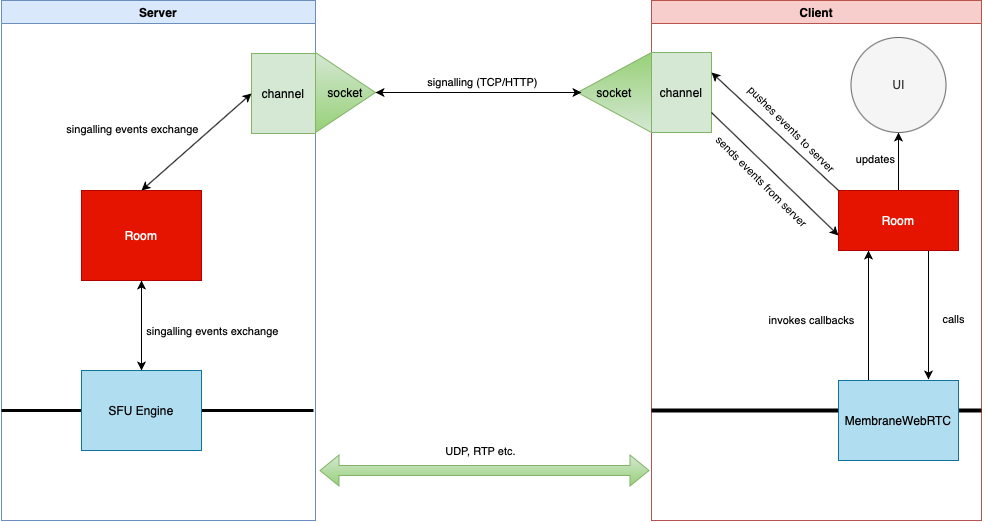 Server
Client
channel
socket
signalling (TCP/HTTP)
socket
channel
UI
singalling events exchange
pushes events to server
sends events from server
updates
Room
Room
singalling events exchange
invokes callbacks
calls
SFU Engine
MembraneWebRTC
UDP, RTP etc.